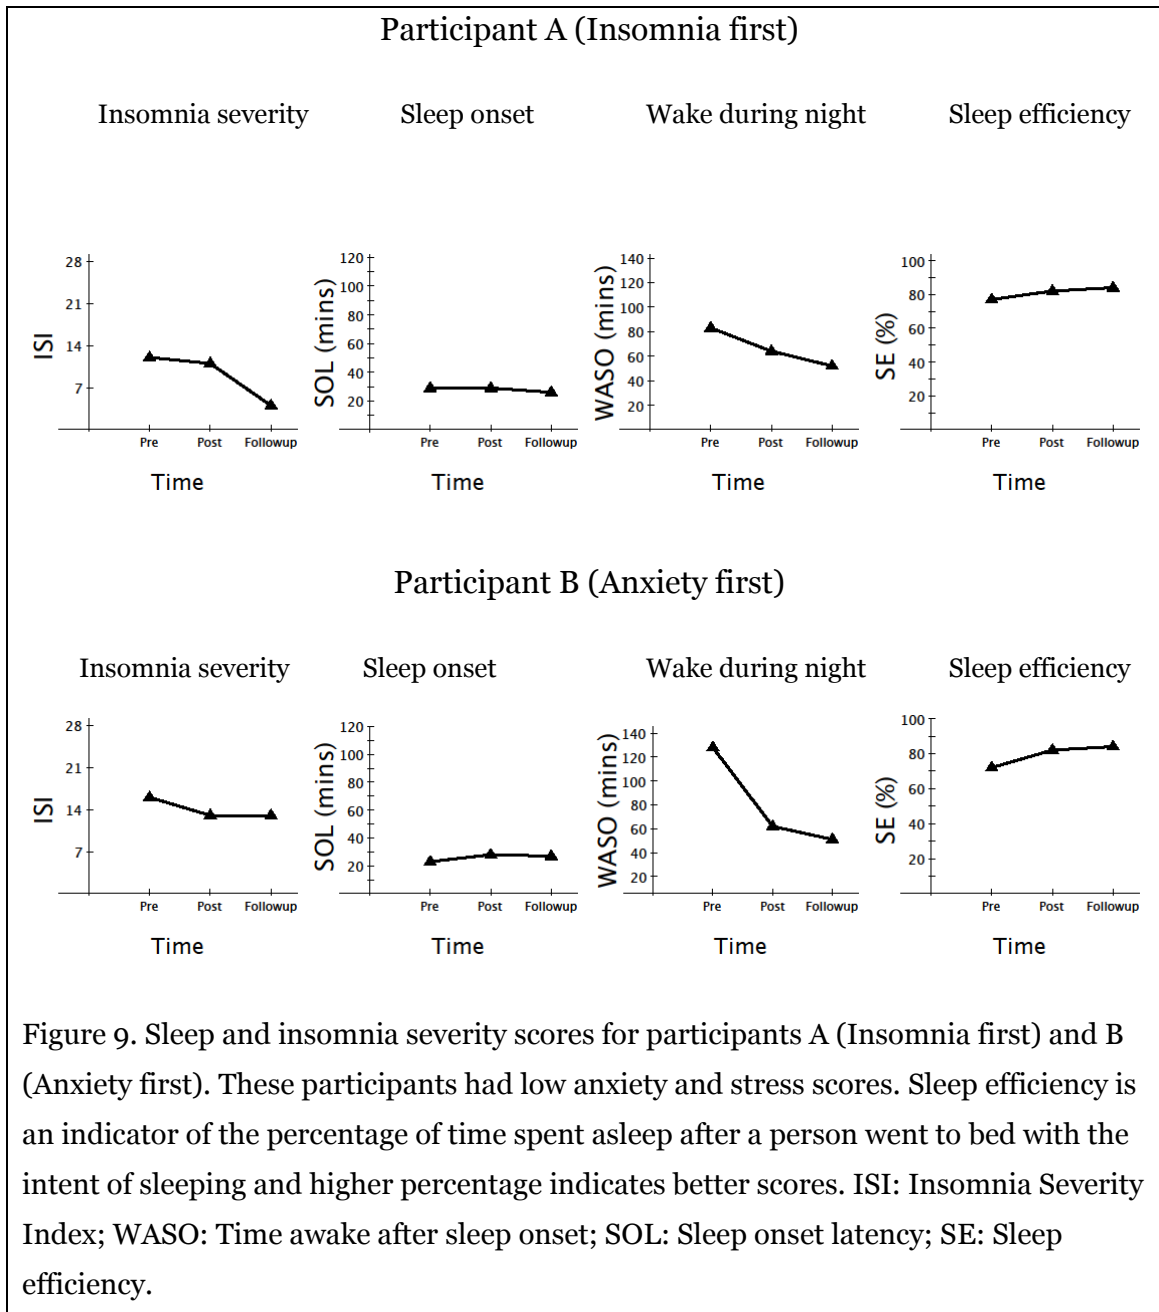 Participant A (Insomnia first)
Insomnia severity Sleep onset Wake during night Sleep efficiency
28
21
14
7
ISI
Pre Post Followup
Time
120
100
80
60
40
20
SOL (mins)
Pre Post Followup
Time
140
120
100
80
60
40
20
WASO (mins)
Pre Post Followup
Time
100
80
60
40
20
SE (%)
Pre Post Followup
Time
Participant B (Anxiety first)
Insomnia severity Sleep onset Wake during night Sleep efficiency
28
21
14
7
ISI
Pre Post Followup
Time
120
100
80
60
40
20
SOL (mins)
Pre Post Followup
Time
140
120
100
80
60
40
20
WASO (mins)
Pre Post Followup
Time
100
80
60
40
20
SE (%)
Pre Post Followup
Time
Figure 9. Sleep and insomnia severity scores for participants A (Insomnia first) and B
(Anxiety first). These participants had low anxiety and stress scores. Sleep efficiency is
an indicator of the percentage of time spent asleep after a person went to bed with the
intent of sleeping and higher percentage indicates better scores. ISI: Insomnia Severity
Index; WASO: Time awake after sleep onset; SOL: Sleep onset latency; SE: Sleep
efficiency.